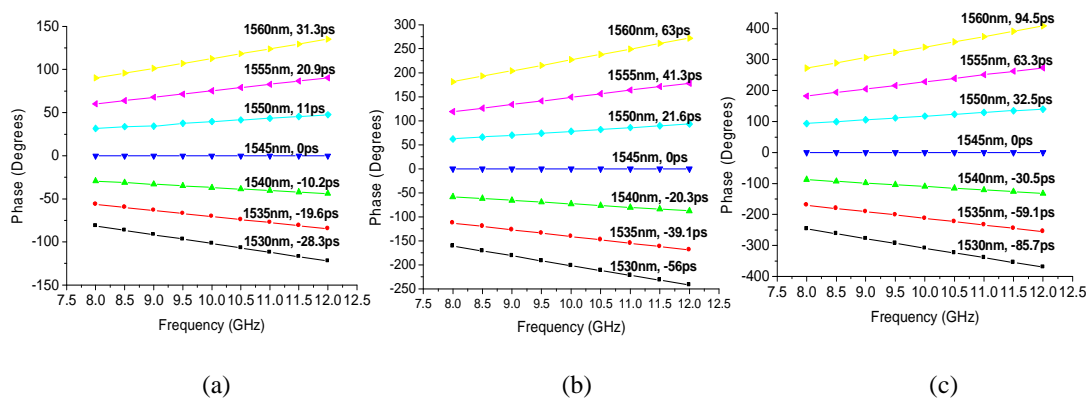 (a)
(b)
(c)
150
100
50
0
-50
-100
-150
Phase (Degrees)
1560nm, 31.3ps
1555nm, 20.9ps
1550nm, 11ps
1545nm, 0ps
1540nm, -10.2ps
1535nm, -19.6ps
1530nm, -28.3ps
7.5 8.0 8.5 9.0 9.5 10.0 10.5 11.0 11.5 12.0 12.5
Frequency (GHz)
(a)
300
250
200
150
100
50
0
-50
-100
-150
-200
-250
Phase (Degrees)
1560nm, 63ps
1555nm, 41.3ps
1550nm, 21.6ps
1545nm, 0ps
1540nm, -20.3ps
1535nm, -39.1ps
1530nm, -56ps
7.5 8.0 8.5 9.0 9.5 10.0 10.5 11.0 11.5 12.0 12.5
Frequency (GHz)
(b)
400
300
200
100
0
-100
-200
-300
-400
Phase (Degrees)
1560nm, 94.5ps
1555nm, 63.3ps
1550nm, 32.5ps
1545nm, 0ps
1540nm, -30.5ps
1535nm, -59.1ps
1530nm, -85.7ps
7.5 8.0 8.5 9.0 9.5 10.0 10.5 11.0 11.5 12.0 12.5
Frequency (GHz)
(c)